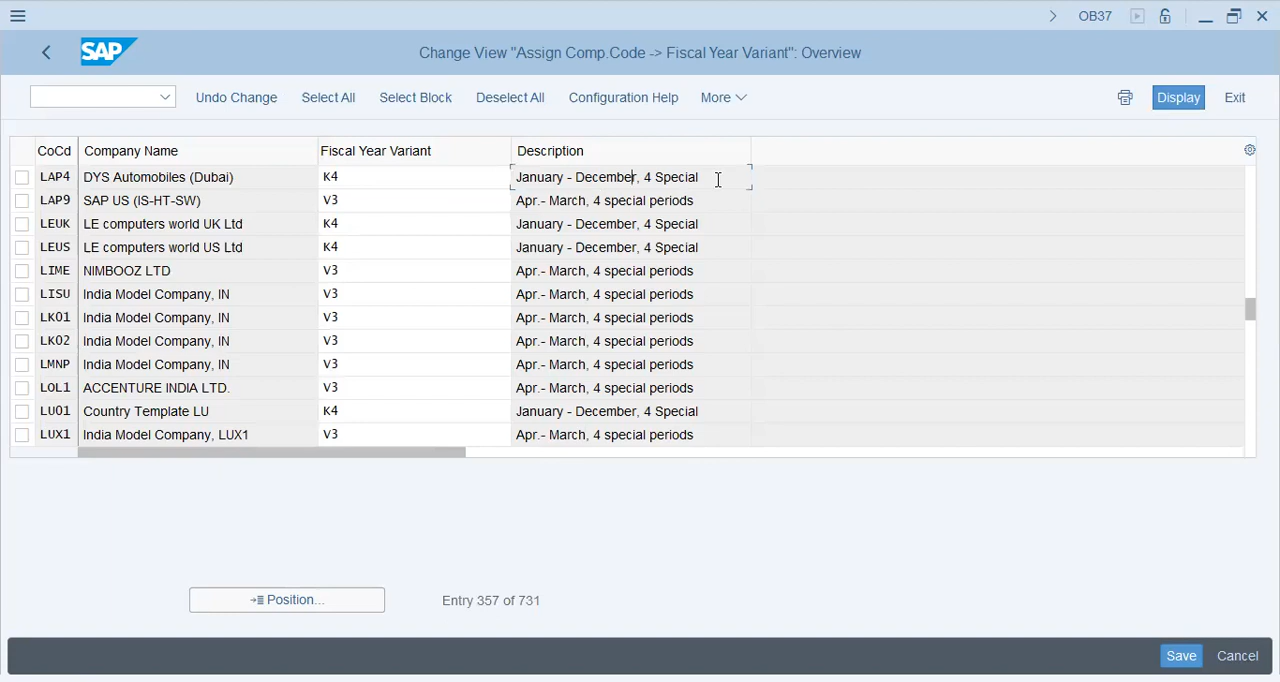 OB37
SAP
Change View "Assign Comp.Code -> Fiscal Year Variant": Overview
Undo Change Select All Select Block Deselect All Configuration Help More Display Exit
CoCd Company Name Fiscal Year Variant Description
LAP4 DYS Automobiles (Dubai) K4 January - December, 4 Special
LAP9 SAP US (IS-HT-SW) V3 Apr.- March, 4 special periods
LEUK LE computers world UK Ltd K4 January - December, 4 Special
LEUS LE computers world US Ltd K4 January - December, 4 Special
LIME NIMBOOZ LTD V3 Apr.- March, 4 special periods
LISU India Model Company, IN V3 Apr.- March, 4 special periods
LK01 India Model Company, IN V3 Apr.- March, 4 special periods
LK02 India Model Company, IN V3 Apr.- March, 4 special periods
LMNP India Model Company, IN V3 Apr.- March, 4 special periods
LOL1 ACCENTURE INDIA LTD. V3 Apr.- March, 4 special periods
LU01 Country Template LU K4 January - December, 4 Special
LUX1 India Model Company, LUX1 V3 Apr.- March, 4 special periods
Position... Entry 357 of 731
Save Cancel